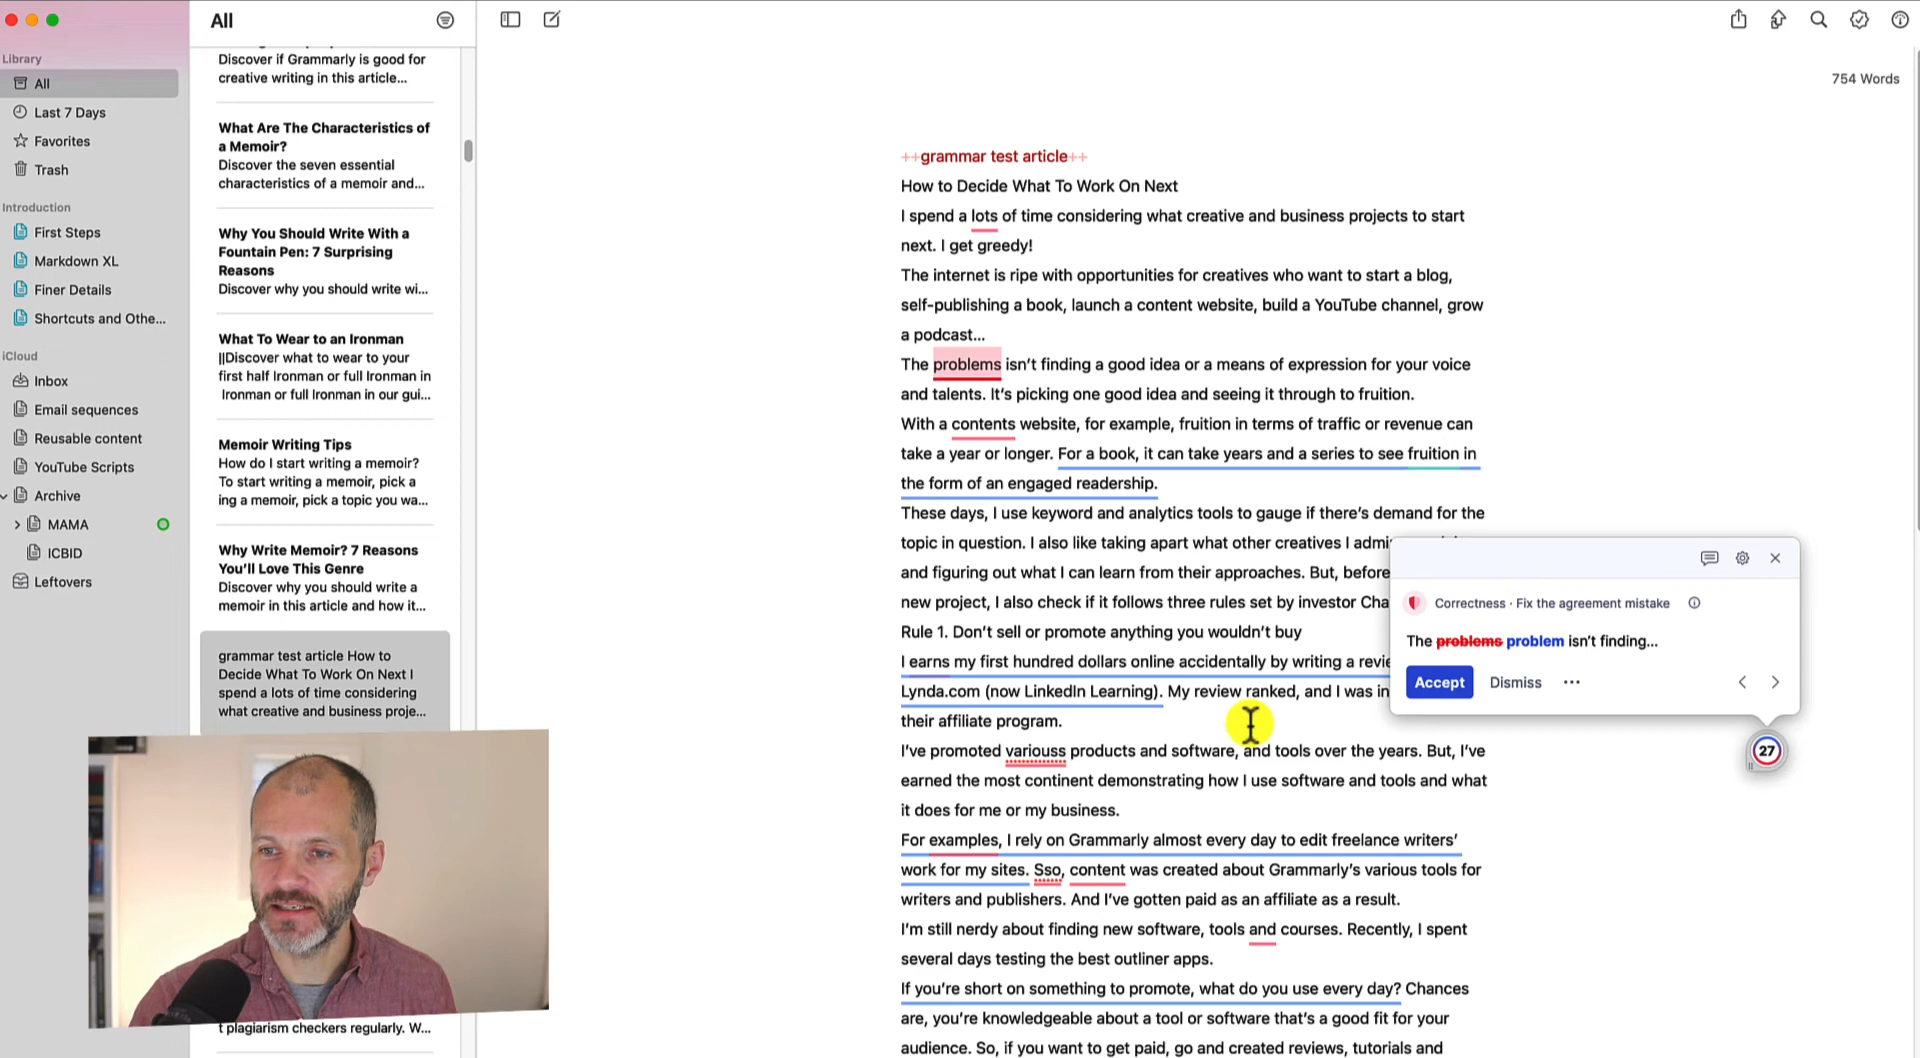 All
754 Words
Library
All
Last 7 Days
Favorites
Trash
Introduction
First Steps
Markdown XL
Finer Details
Shortcuts and Othe...
iCloud
Inbox
Email sequences
Reusable content
YouTube Scripts
Archive
MAMA
ICBID
Leftovers
Discover if Grammarly is good for
creative writing in this article...
What Are The Characteristics of
a Memoir?
Discover the seven essential
characteristics of a memoir and...
Why You Should Write With a
Fountain Pen: 7 Surprising
Reasons
Discover why you should write wi...
What To Wear to an Ironman
||Discover what to wear to your
first half Ironman or full Ironman in
Ironman or full Ironman in our gui...
Memoir Writing Tips
How do I start writing a memoir?
To start writing a memoir, pick a
ing a memoir, pick a topic you wa...
Why Write Memoir? 7 Reasons
You'll Love This Genre
Discover why you should write a
memoir in this article and how it...
grammar test article How to
Decide What To Work On Next I
spend a lots of time considering
what creative and business proje...
t plagiarism checkers regularly. W...
++grammar test article++
How to Decide What To Work On Next
I spend a lots of time considering what creative and business projects to start
next. I get greedy!
The internet is ripe with opportunities for creatives who want to start a blog,
self-publishing a book, launch a content website, build a YouTube channel, grow
a podcast...
The problems isn't finding a good idea or a means of expression for your voice
and talents. It's picking one good idea and seeing it through to fruition.
With a contents website, for example, fruition in terms of traffic or revenue can
take a year or longer. For a book, it can take years and a series to see fruition in
the form of an engaged readership.
These days, I use keyword and analytics tools to gauge if there's demand for the
topic in question. I also like taking apart what other creatives I
and figuring out what I can learn from their approaches. But, before
new project, I also check if it follows three rules set by investor
Rule 1. Don't sell or promote anything you wouldn't buy
I earns my first hundred dollars online accidentally by writing a
Lynda.com (now LinkedIn Learning). My review ranked, and I was
their affiliate program.
I've promoted variouss products and software, and tools over the years. But, I've
earned the most continent demonstrating how I use software and tools and what
it does for me or my business.
For examples, I rely on Grammarly almost every day to edit freelance writers'
work for my sites. Sso, content was created about Grammarly's various tools for
writers and publishers. And I've gotten paid as an affiliate as a result.
I'm still nerdy about finding new software, tools and courses. Recently, I spent
several days testing the best outliner apps.
If you're short on something to promote, what do you use every day? Chances
are, you're knowledgeable about a tool or software that's a good fit for your
audience. So, if you want to get paid, go and created reviews, tutorials and
Correctness · Fix the agreement mistake
The problems problem isn't finding...
Accept
Dismiss
27